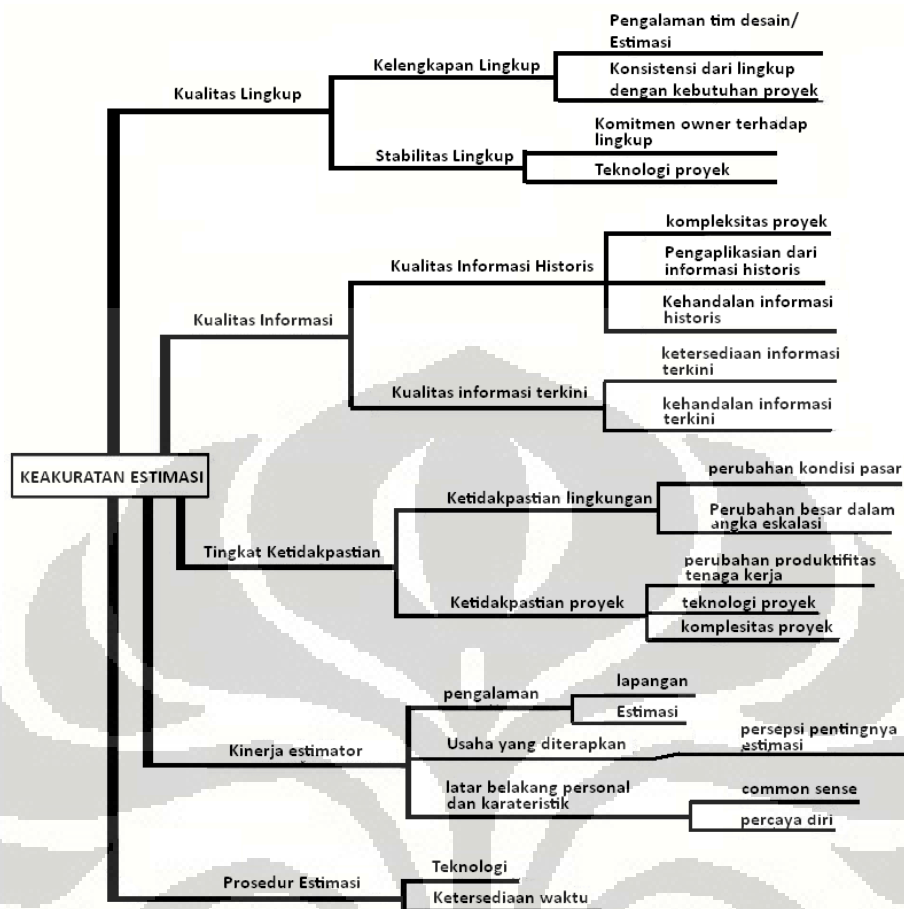 Pengalaman tim desain/
Estimasi
Kelengkapan Lingkup
Konsistensi dari lingkup
dengan kebutuhan proyek
Kualitas Lingkup
Komitmen owner terhadap
lingkup
Stabilitas Lingkup
Teknologi proyek
kompleksitas proyek
Pengaplikasian dari
informasi historis
Kualitas Informasi Historis
Kehandalan informasi
historis
Kualitas Informasi
ketersediaan informasi
terkini
Kualitas informasi terkini
kehandalan informasi
terkini
KEAKURATAN ESTIMASI
perubahan kondisi pasar
Ketidakpastian lingkungan
Perubahan besar dalam
angka eskalasi
Tingkat Ketidakpastian
perubahan produktifitas
tenaga kerja
Ketidakpastian proyek
teknologi proyek
komplesitas proyek
pengalaman
lapangan
Estimasi
Kinerja estimator
Usaha yang diterapkan
persepsi pentingnya
estimasi
latar belakang personal
dan karateristik
common sense
percaya diri
Prosedur Estimasi
Teknologi
Ketersediaan waktu